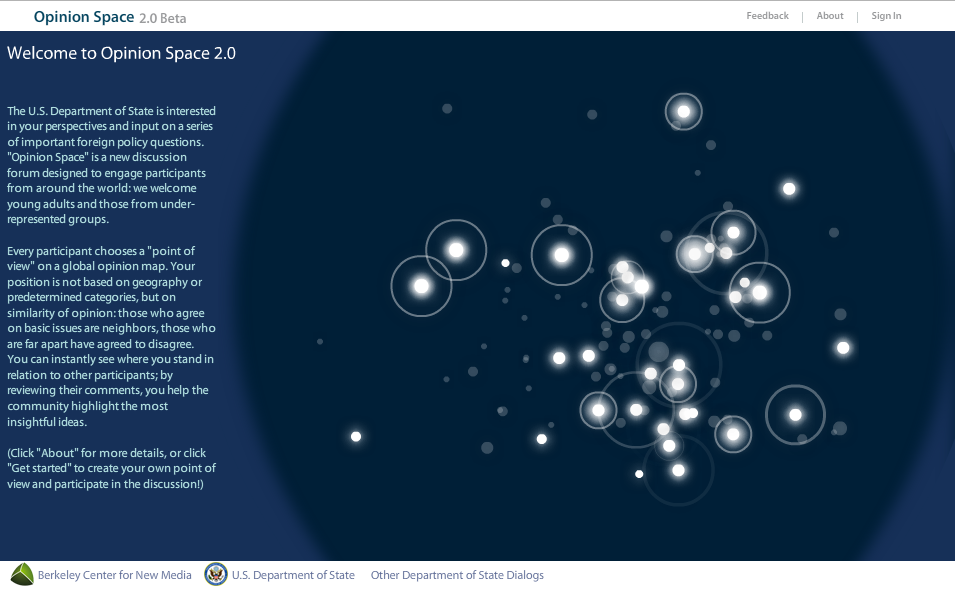 Opinion Space 2.0 Beta
Feedback | About | Sign In
Welcome to Opinion Space 2.0
The U.S. Department of State is interested
in your perspectives and input on a series
of important foreign policy questions.
"Opinion Space" is a new discussion
forum designed to engage participants
from around the world: we welcome
young adults and those from under-
represented groups.
Every participant chooses a "point of
view" on a global opinion map. Your
position is not based on geography or
predetermined categories, but on
similarity of opinion: those who agree
on basic issues are neighbors, those who
are far apart have agreed to disagree.
You can instantly see where you stand in
relation to other participants; by
reviewing their comments, you help the
community highlight the most
insightful ideas.
(Click "About" for more details, or click
"Get started" to create your own point of
view and participate in the discussion!)
Berkeley Center for New Media U.S. Department of State Other Department of State Dialogs